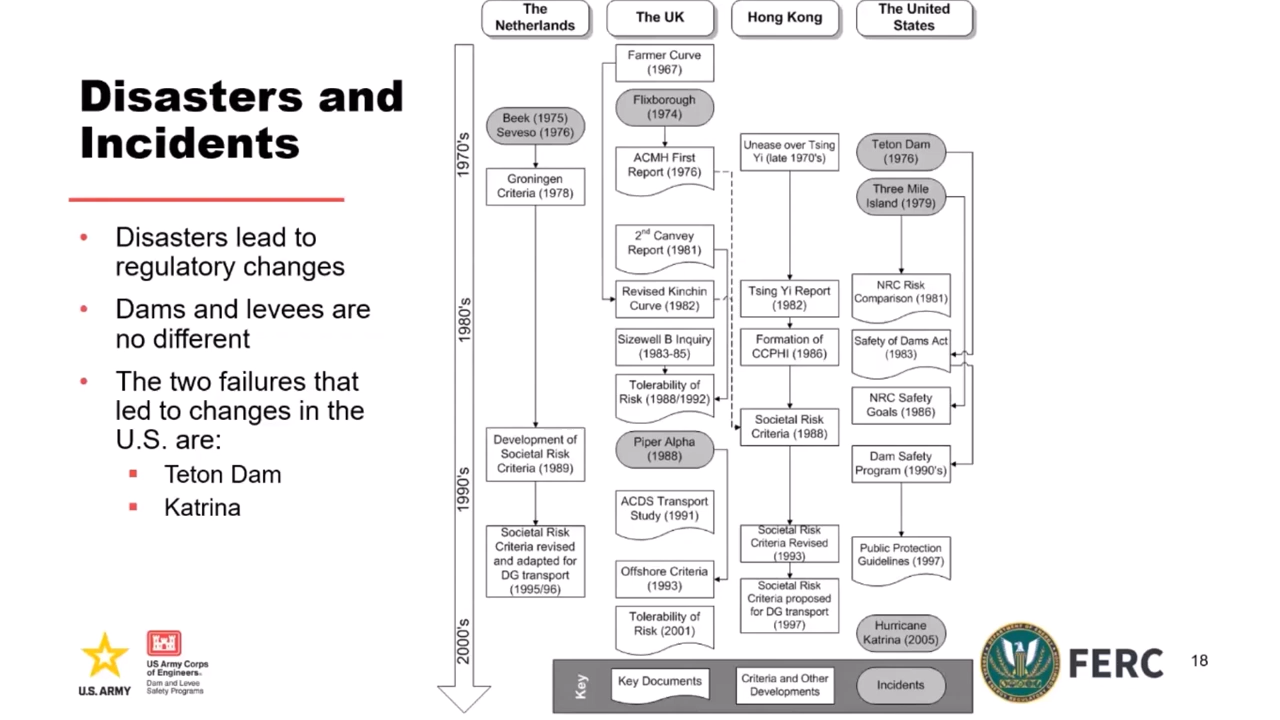 Disasters and
Incidents
• Disasters lead to
regulatory changes
• Dams and levees are
no different
• The two failures that
led to changes in the
U.S. are:
▪ Teton Dam
▪ Katrina
The
Netherlands
The UK
Hong Kong
The United
States
1970's
1980's
1990's
2000's
Beek (1975)
Seveso (1976)
Groningen
Criteria (1978)
Development of
Societal Risk
Criteria (1989)
Societal Risk
Criteria revised
and adapted for
DG transport
(1995/96)
Farmer Curve
(1967)
Flixborough
(1974)
ACMH First
Report (1976)
2nd Canvey
Report (1981)
Revised Kinchin
Curve (1982)
Sizewell B Inquiry
(1983-85)
Tolerability of
Risk (1988/1992)
Piper Alpha
(1988)
ACDS Transport
Study (1991)
Offshore Criteria
(1993)
Tolerability of
Risk (2001)
Unease over Tsing
Yi (late 1970's)
Tsing Yi Report
(1982)
Formation of
CCPHI (1986)
Societal Risk
Criteria (1988)
Societal Risk
Criteria Revised
(1993)
Societal Risk
Criteria proposed
for DG transport
(1997)
Teton Dam
(1976)
Three Mile
Island (1979)
NRC Risk
Comparison (1981)
Safety of Dams Act
(1983)
NRC Safety
Goals (1986)
Dam Safety
Program (1990's)
Public Protection
Guidelines (1997)
Hurricane
Katrina (2005)
Key
Key Documents
Criteria and Other
Developments
Incidents
U.S. ARMY
US Army Corps
of Engineers®
Dam and Levee
Safety Programs
FERC
18